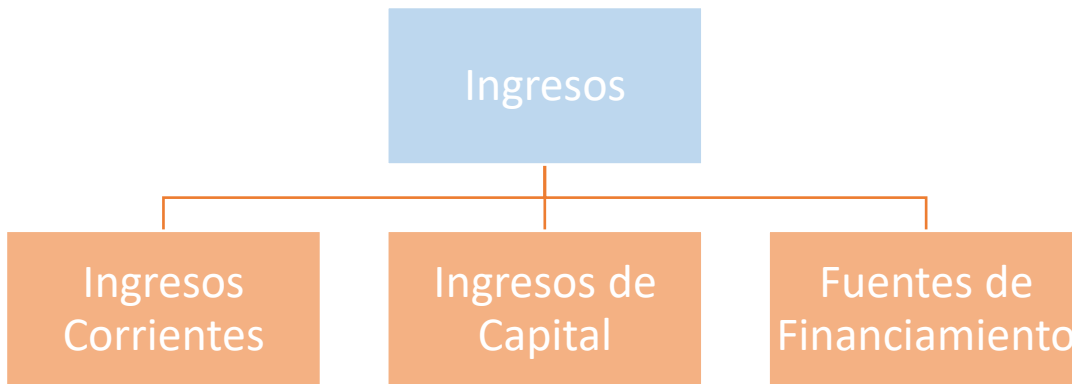 Ingresos
Ingresos
Corrientes
Ingresos de
Capital
Fuentes de
Financiamiento